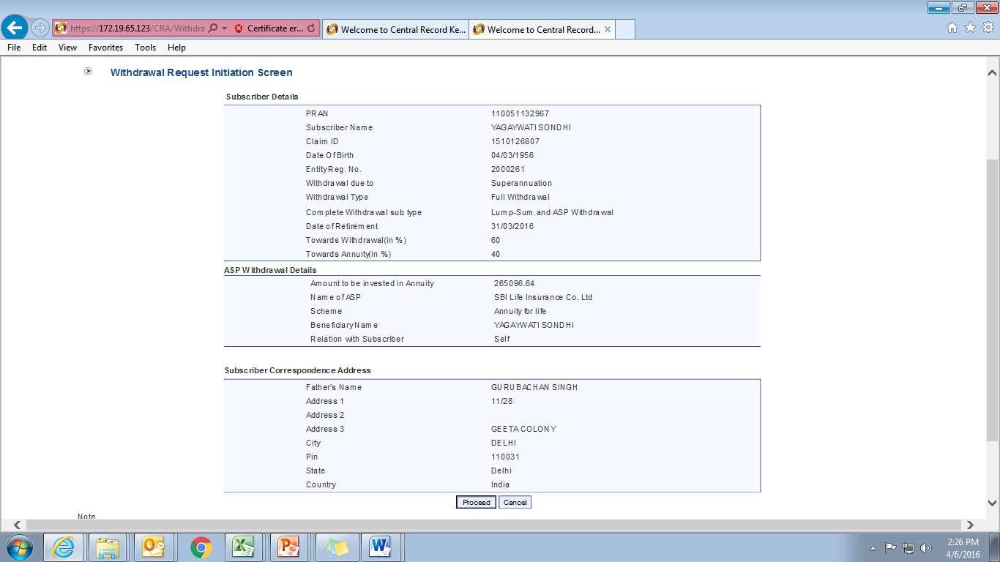 https://172.19.65.123/CRA/Withdra Certificate er... Welcome to Central Record Ke... Welcome to Central Record...
File Edit View Favorites Tools Help
Withdrawal Request Initiation Screen
Subscriber Details
PRAN 110051132967
Subscriber Name YAGAYWATI SONDHI
Claim ID 1510126807
Date Of Birth 04/03/1956
Entity Reg. No. 2000261
Withdrawal due to Superannuation
Withdrawal Type Full Withdrawal
Complete Withdrawal sub type Lump-Sum and ASP Withdrawal
Date of Retirement 31/03/2016
Towards Withdrawal(in %) 60
Towards Annuity(in %) 40
ASP Withdrawal Details
Amount to be invested in Annuity 265096.64
Name of ASP SBI Life Insurance Co. Ltd
Scheme Annuity for life
Beneficiary Name YAGAYWATI SONDHI
Relation with Subscriber Self
Subscriber Correspondence Address
Father's Name GURUBACHAN SINGH
Address 1 11/28
Address 2
Address 3 GEETA COLONY
City DELHI
Pin 110031
State Delhi
Country India
Proceed Cancel
Note
2:26 PM
4/6/2016